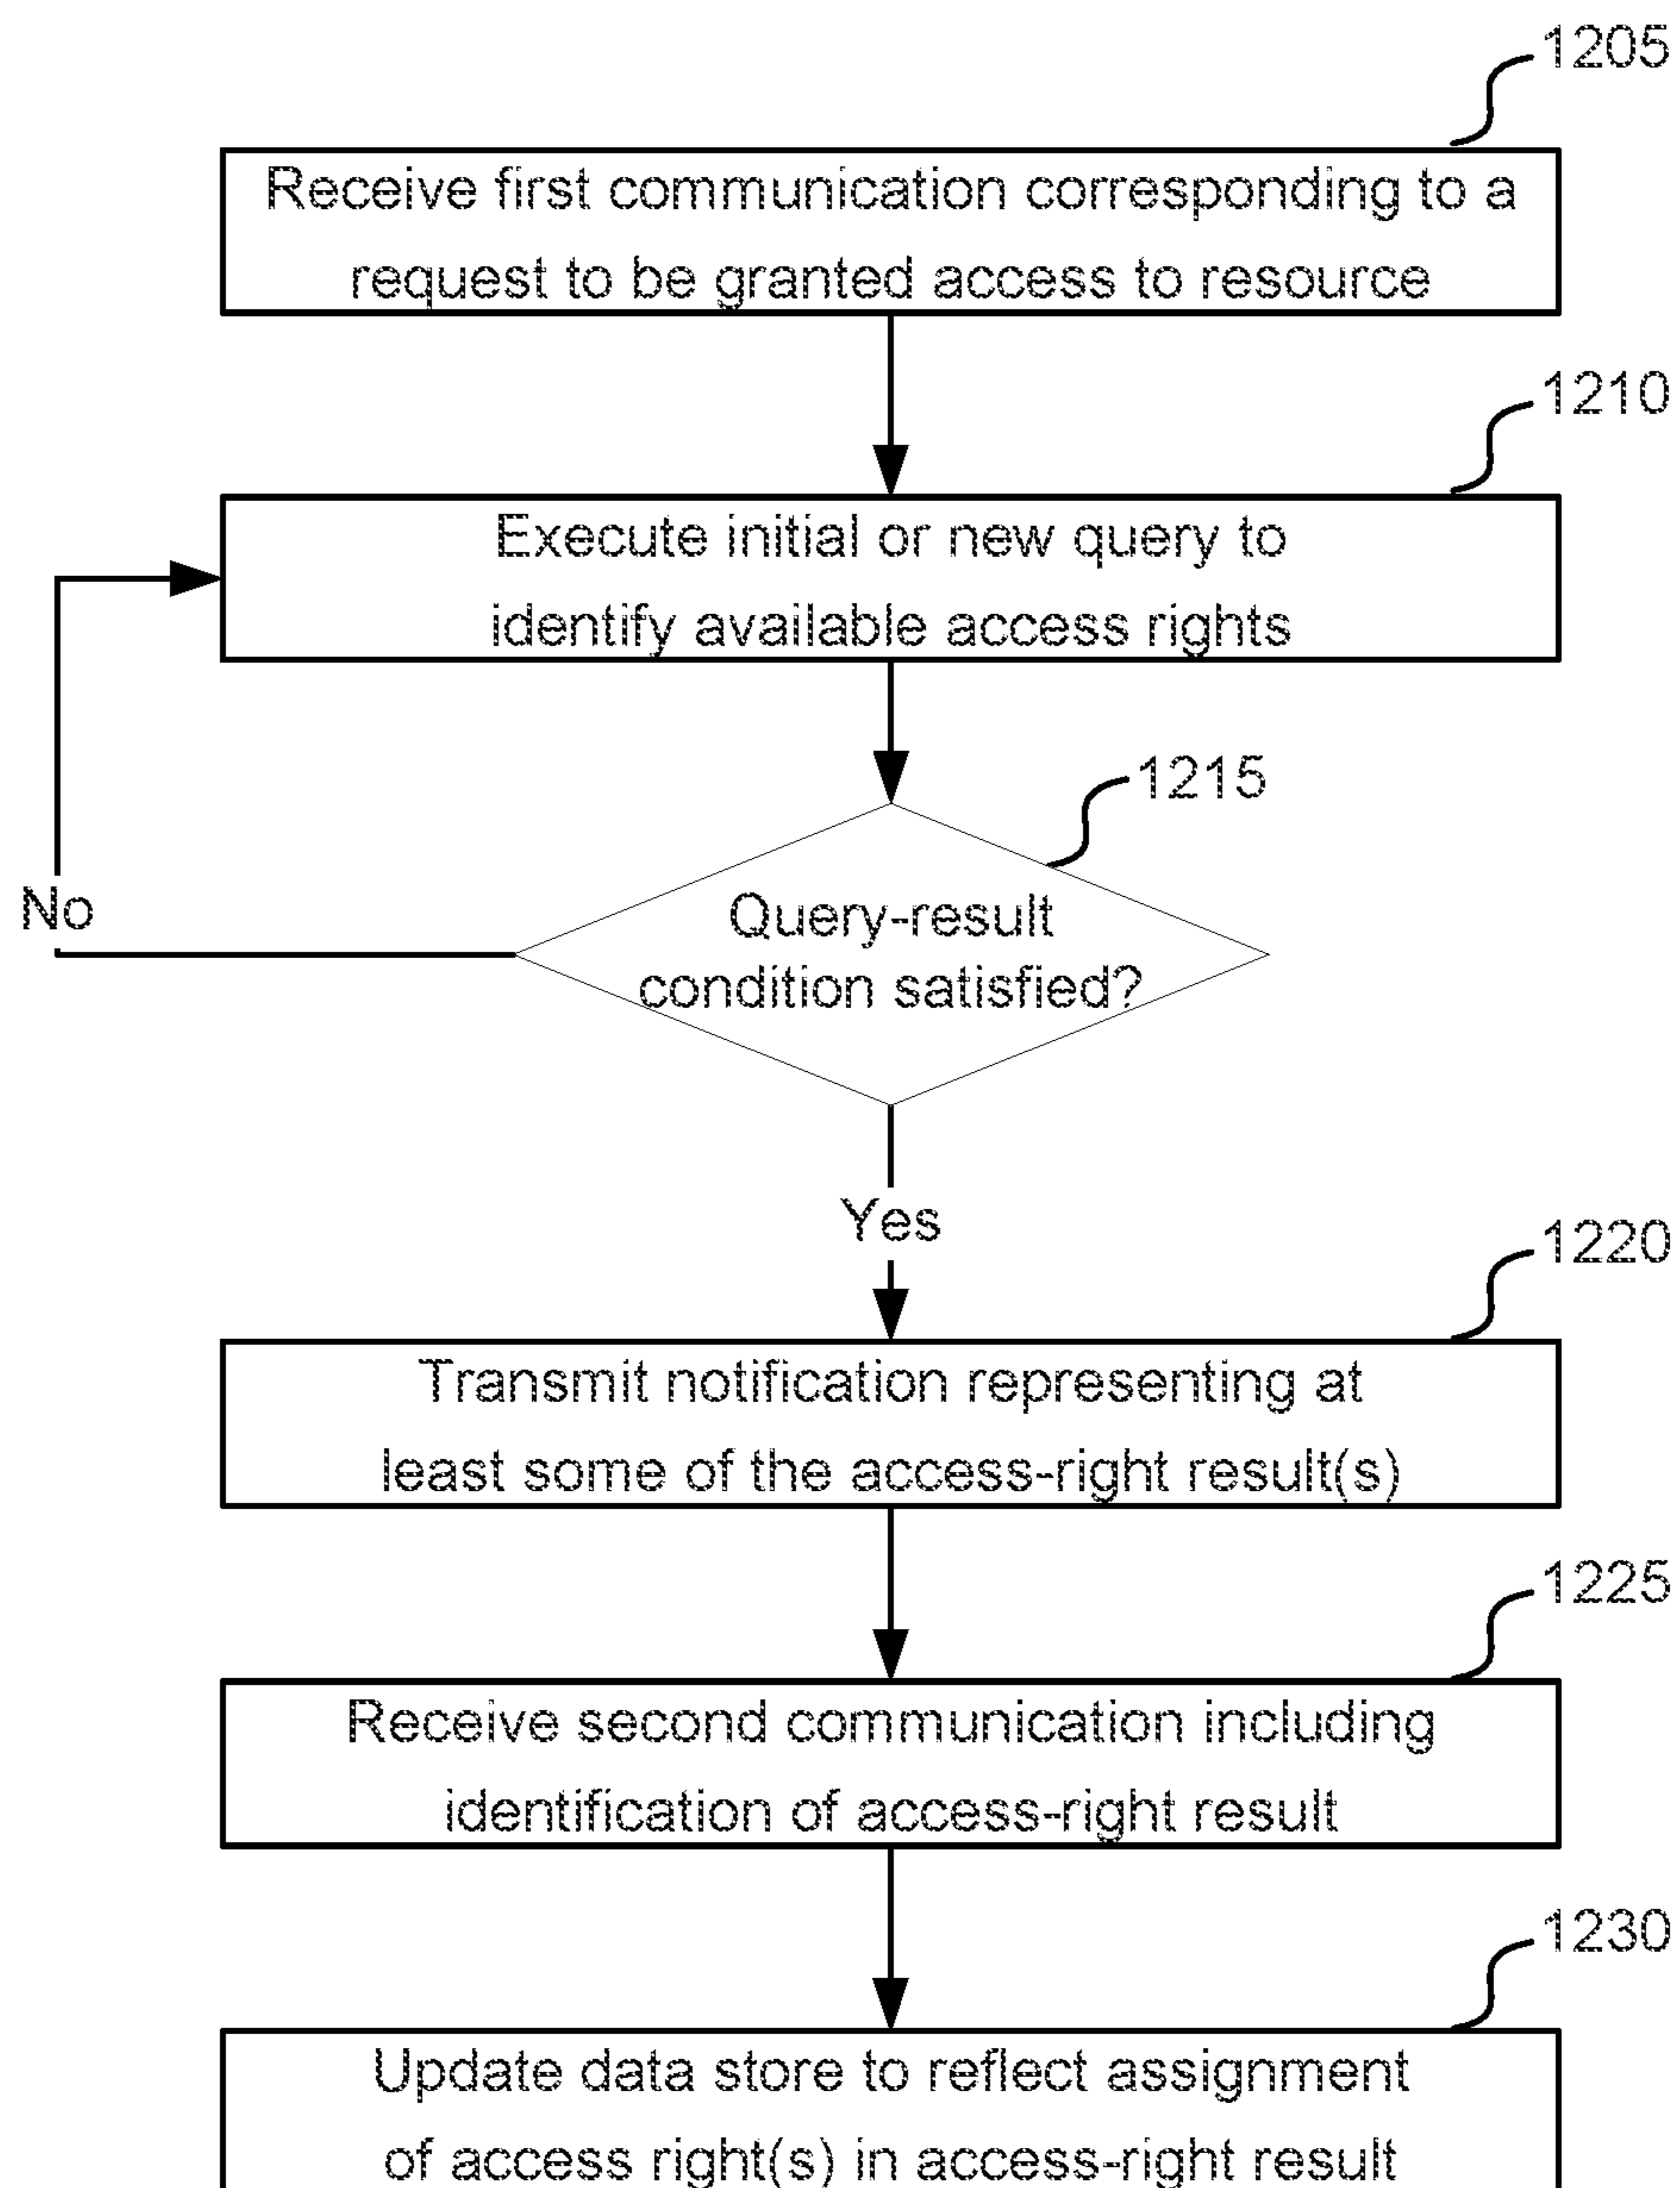 1205
Receive first communication corresponding to a
request to be granted access to resource
1210
Execute initial or new query to
identify available access rights
1215
Query-result
condition satisfied?
No
Yes
1220
Transmit notification representing at
least some of the access-right result(s)
1225
Receive second communication including
identification of access-right result
1230
Update data store to reflect assignment
of access right(s) in access-right result